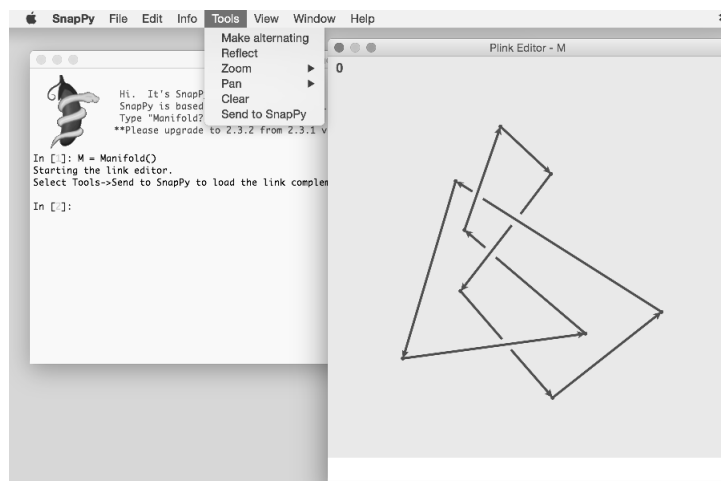 SnapPy File Edit Info Tools View Window Help
Make alternating
Reflect
Zoom
Pan
Clear
Send to SnapPy
Plink Editor - M
0
Hi. It's SnapP
SnapPy is based
Type "Manifold?
**Please upgrade to 2.3.2 from 2.3.1 v
In [1]: M = Manifold()
Starting the link editor.
Select Tools->Send to SnapPy to load the link complem
In [2]: